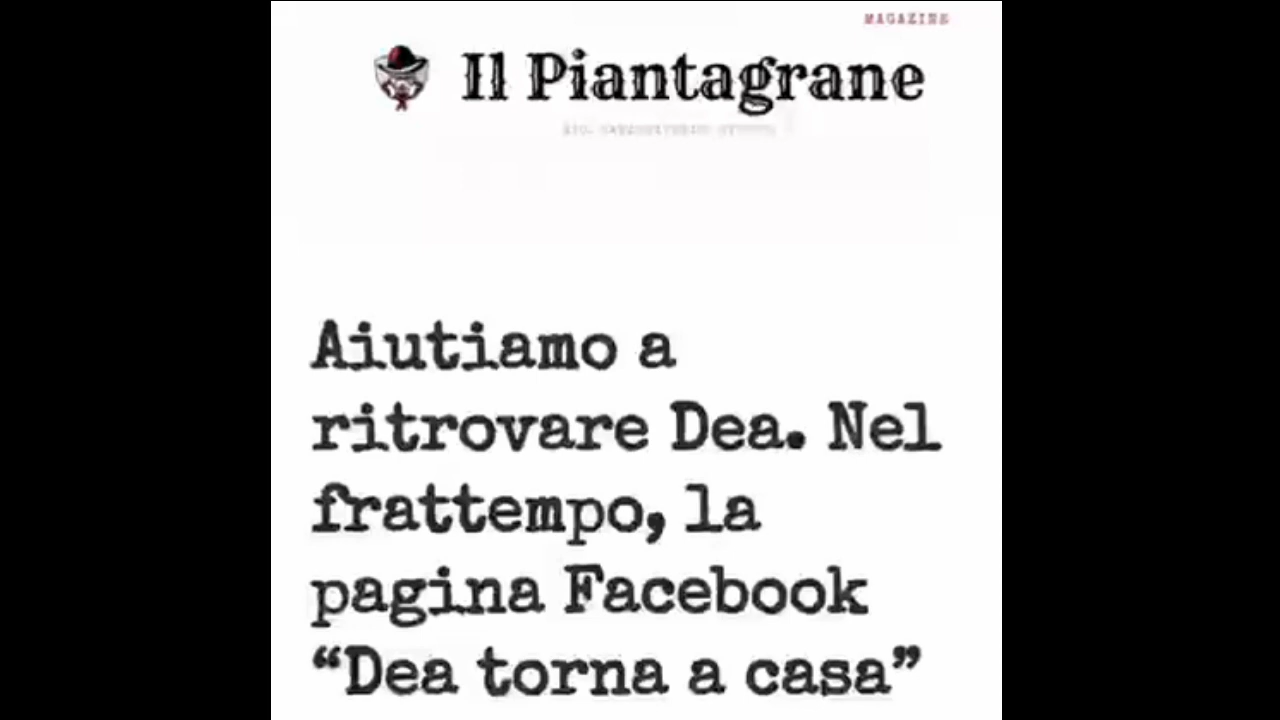 MAGAZINE
Il Piantagrane
Aiutiamo a
ritrovare Dea. Nel
frattempo, la
pagina Facebook
“Dea torna a casa”